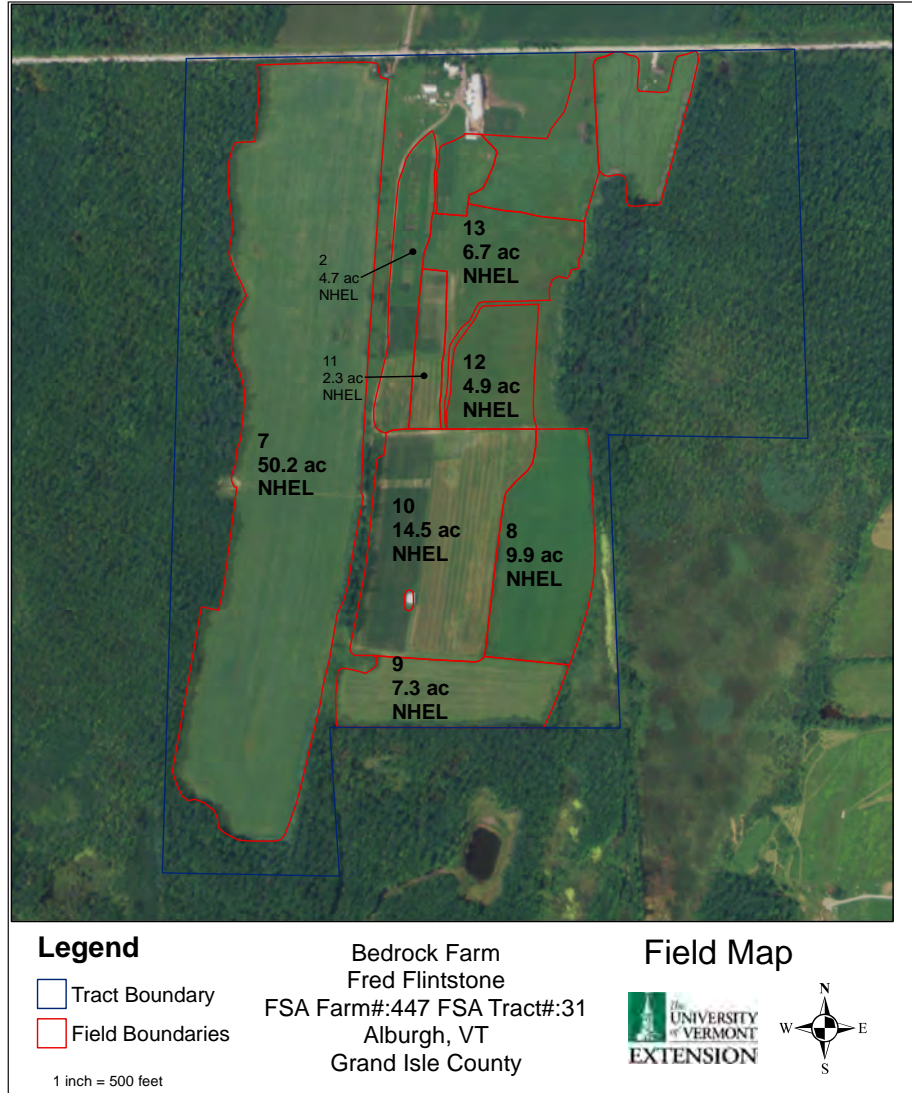 13
6.7 ac
NHEL
2
4.7 ac
NHEL
11
2.3 ac
NHEL
12
4.9 ac
NHEL
7
50.2 ac
NHEL
10
14.5 ac
NHEL
8
9.9 ac
NHEL
9
7.3 ac
NHEL
Legend
Tract Boundary
Field Boundaries
1 inch = 500 feet
Bedrock Farm
Fred Flintstone
FSA Farm#:447 FSA Tract#:31
Alburgh, VT
Grand Isle County
Field Map
The
UNIVERSITY
of VERMONT
EXTENSION
N
W E
S